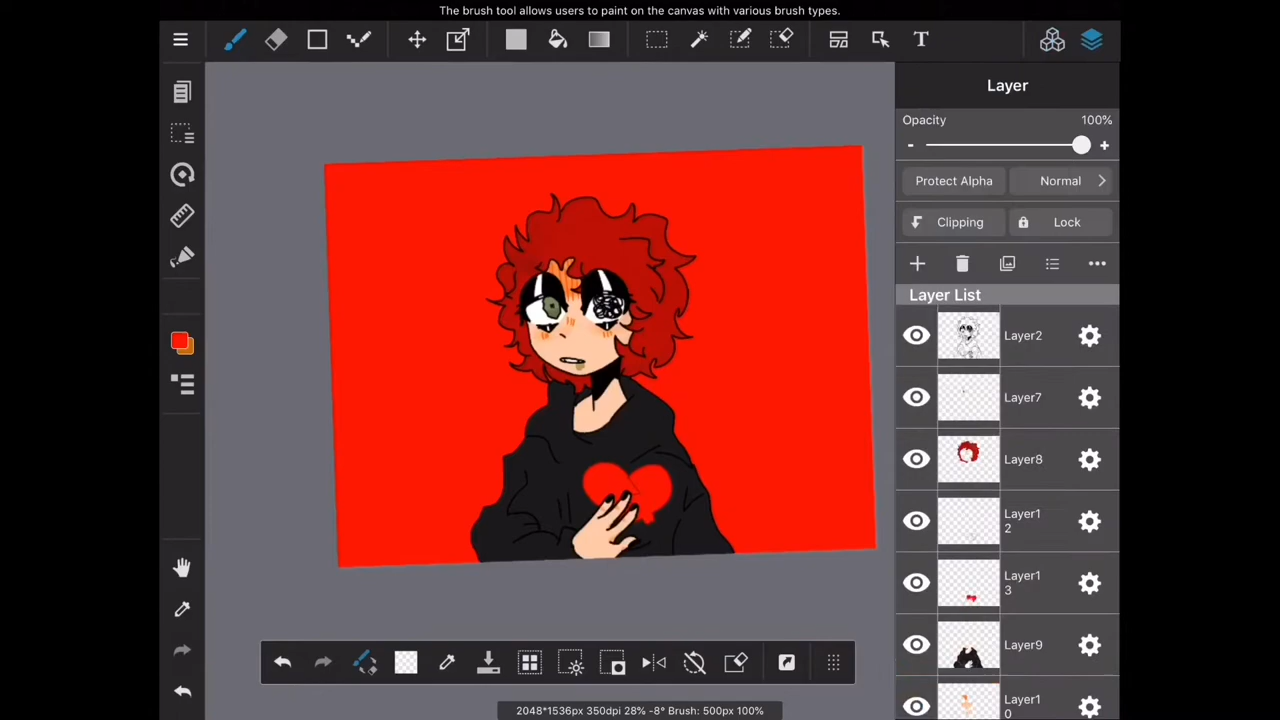 The brush tool allows users to paint on the canvas with various brush types.
T
Layer
Opacity
100%
-
+
Protect Alpha
Normal
Clipping
Lock
Layer List
Layer2
Layer7
Layer8
Layer1
2
Layer1
3
Layer9
Layer1
0
2048*1536px 350dpi 28% -8° Brush: 500px 100%